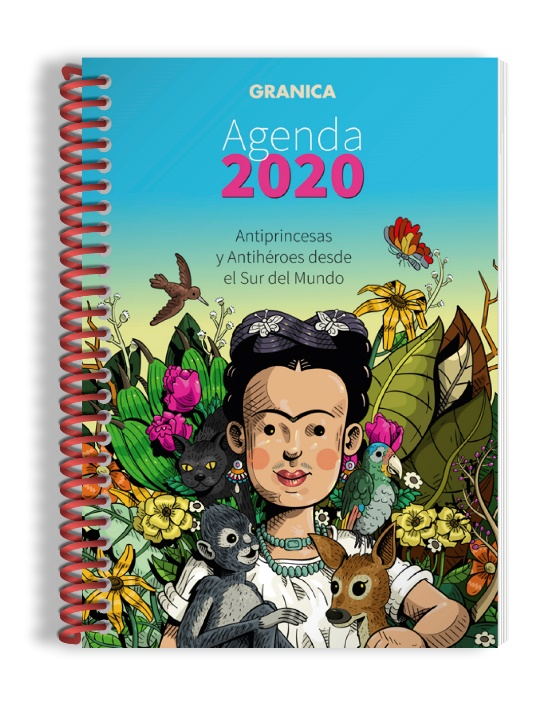 GRANICA
Agenda
2020
Antiprincesas
y Antihéroes desde
el Sur del Mundo